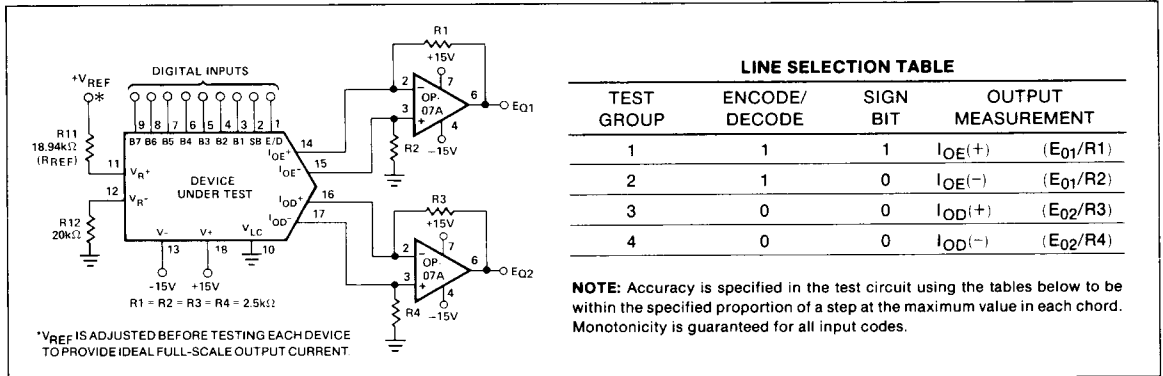 R1
+15V
7
2
OP-
07A
6
EQ1
3
4
-15V
R2
+VREF
*
DIGITAL INPUTS
R11
18.94kΩ
(RREF)
9 8 7 6 5 4 3 2 1
B7 B6 B5 B4 B3 B2 B1 SB E/D
IOE+
14
IOE-
15
11
VR+
DEVICE
UNDER TEST
IOD+
16
IOD-
17
12
VR-
R12
20kΩ
V- V+ VLC
13 18 10
-15V +15V
R3
+15V
7
2
OP-
07A
6
EQ2
3
4
-15V
R4
R1 = R2 = R3 = R4 = 2.5kΩ
*VREF IS ADJUSTED BEFORE TESTING EACH DEVICE
TO PROVIDE IDEAL FULL-SCALE OUTPUT CURRENT.
LINE SELECTION TABLE
TEST GROUP ENCODE/ DECODE SIGN BIT OUTPUT MEASUREMENT
1 1 1 IOE(+) (E01/R1)
2 1 0 IOE(-) (E01/R2)
3 0 0 IOD(+) (E02/R3)
4 0 0 IOD(-) (E02/R4)
NOTE: Accuracy is specified in the test circuit using the tables below to be
within the specified proportion of a step at the maximum value in each chord.
Monotonicity is guaranteed for all input codes.